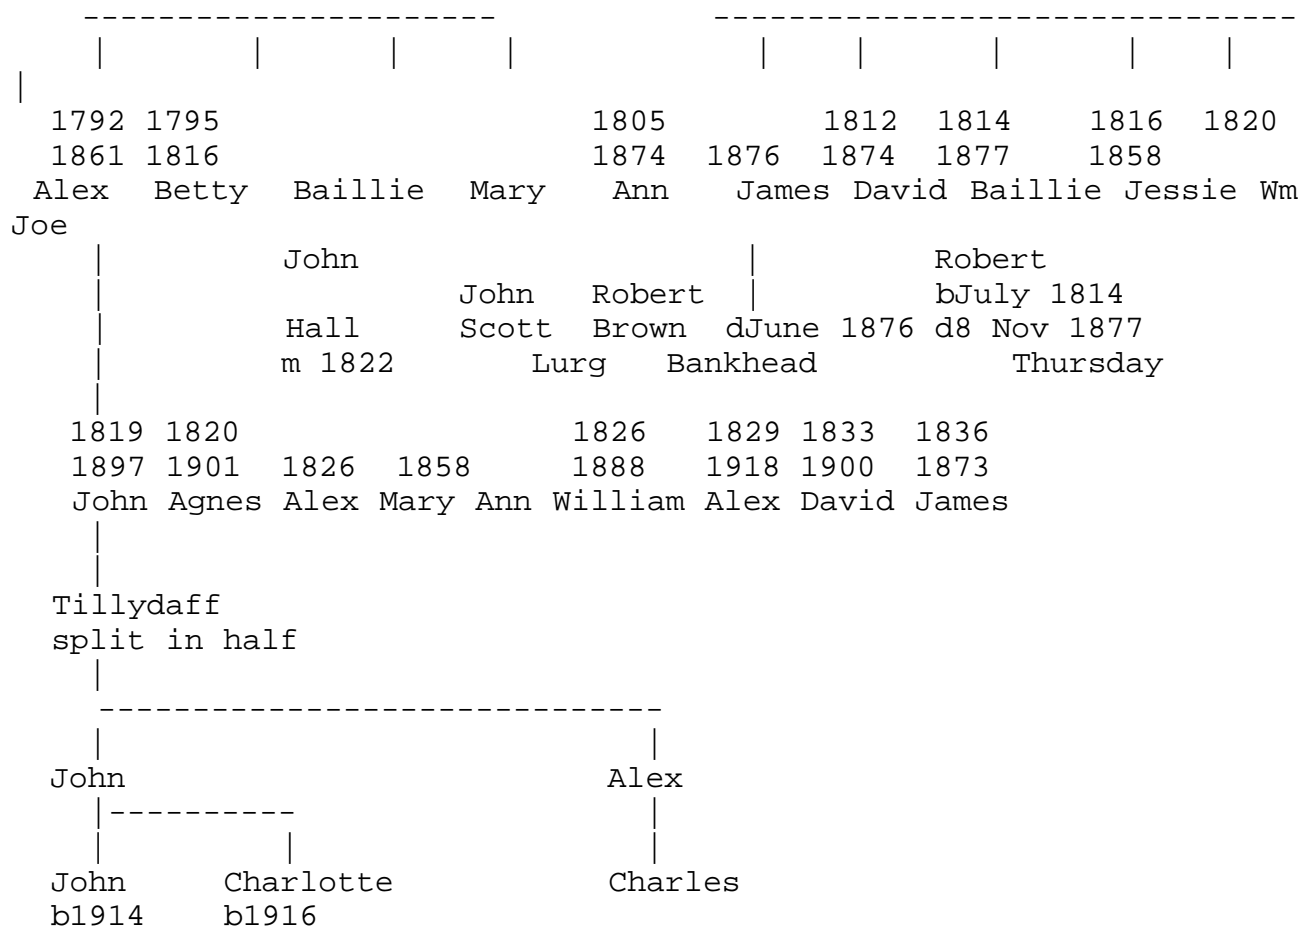 1792 1795 1805 1812 1814 1816 1820
1861 1816 1874 1876 1874 1877 1858
Alex Betty Baillie Mary Ann James David Baillie Jessie Wm
Joe
John Robert
John Robert bJuly 1814
Hall Scott Brown dJune 1876 d8 Nov 1877
m 1822 Lurg Bankhead Thursday
1819 1820 1826 1829 1833 1836
1897 1901 1826 1858 1888 1918 1900 1873
John Agnes Alex Mary Ann William Alex David James
Tillydaff
split in half
John Alex
John Charlotte Charles
b1914 b1916